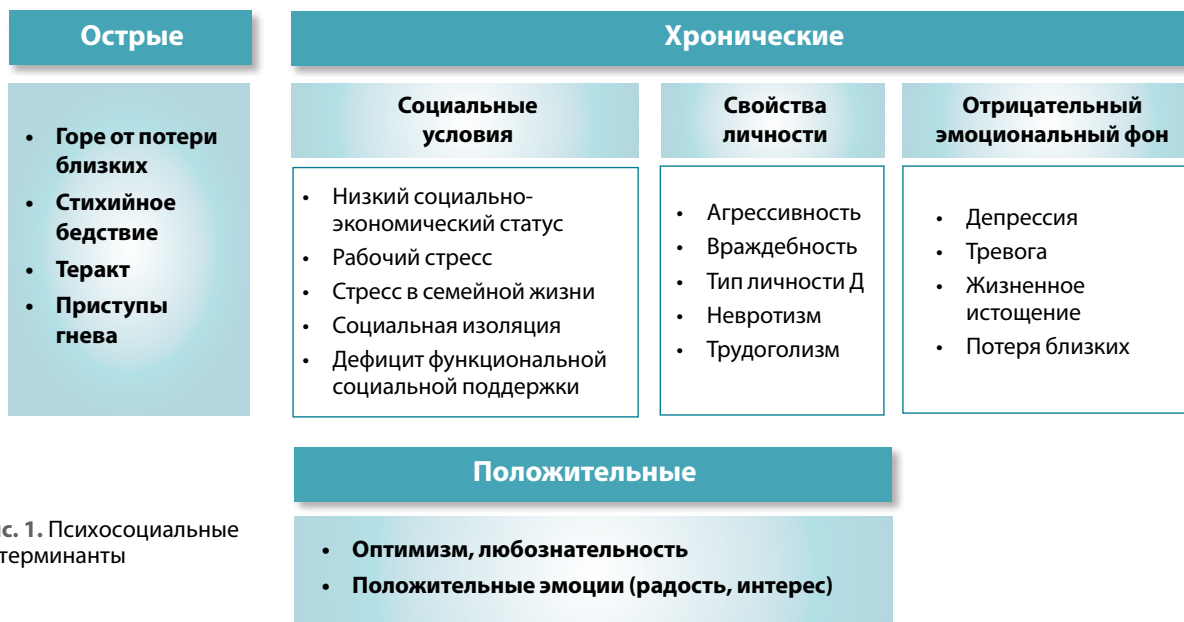 Острые
• Горе от потери
близких
• Стихийное
бедствие
• Теракт
• Приступы
гнева
Хронические
Социальные
условия
• Низкий социально-
экономический статус
• Рабочий стресс
• Стресс в семейной жизни
• Социальная изоляция
• Дефицит функциональной
социальной поддержки
Свойства
личности
• Агрессивность
• Враждебность
• Тип личности Д
• Невротизм
• Трудоголизм
Отрицательный
эмоциональный фон
• Депрессия
• Тревога
• Жизненное
истощение
• Потеря близких
Положительные
• Оптимизм, любознательность
• Положительные эмоции (радость, интерес)
ис. 1. Психосоциальные
терминанты